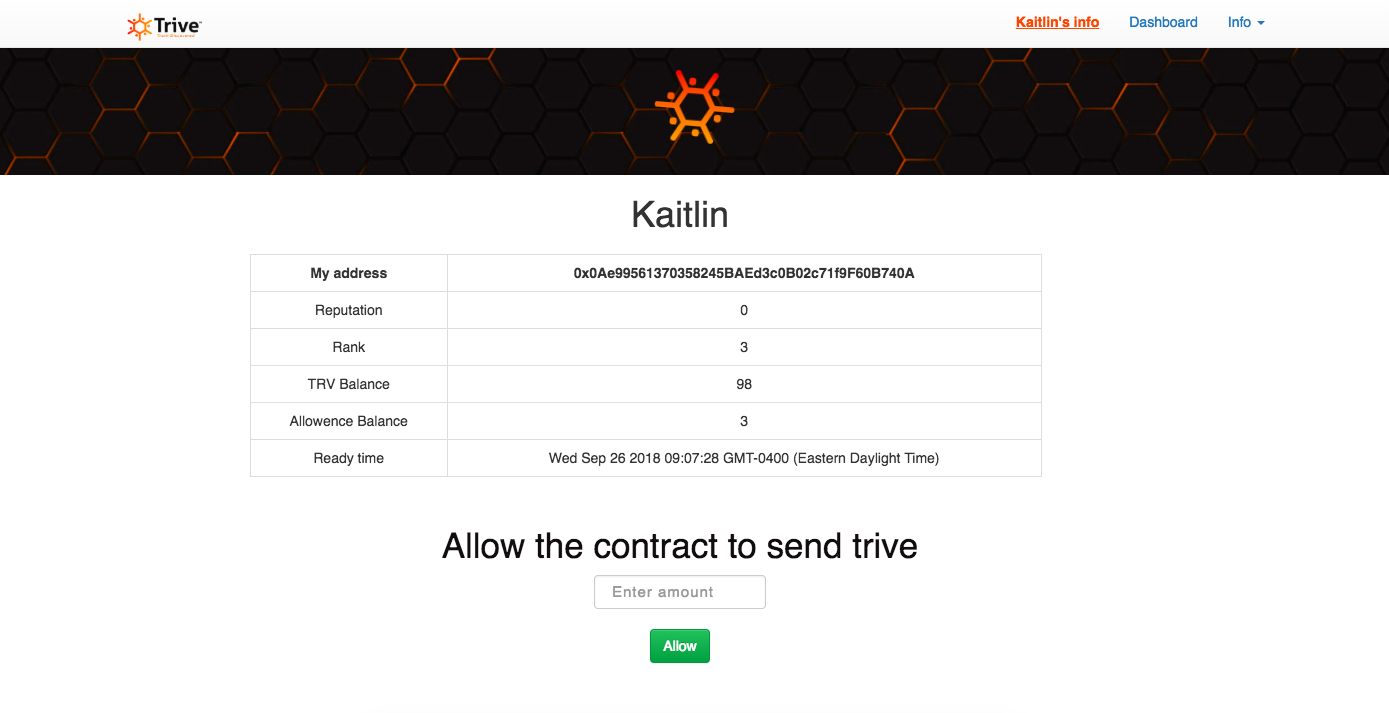 Trive™
Kaitlin's info
Dashboard
Info
Kaitlin
My address 0x0Ae99561370358245BAEd3c0B02c71f9F60B740A
Reputation 0
Rank 3
TRV Balance 98
Allowence Balance 3
Ready time Wed Sep 26 2018 09:07:28 GMT-0400 (Eastern Daylight Time)
Allow the contract to send trive
Enter amount
Allow